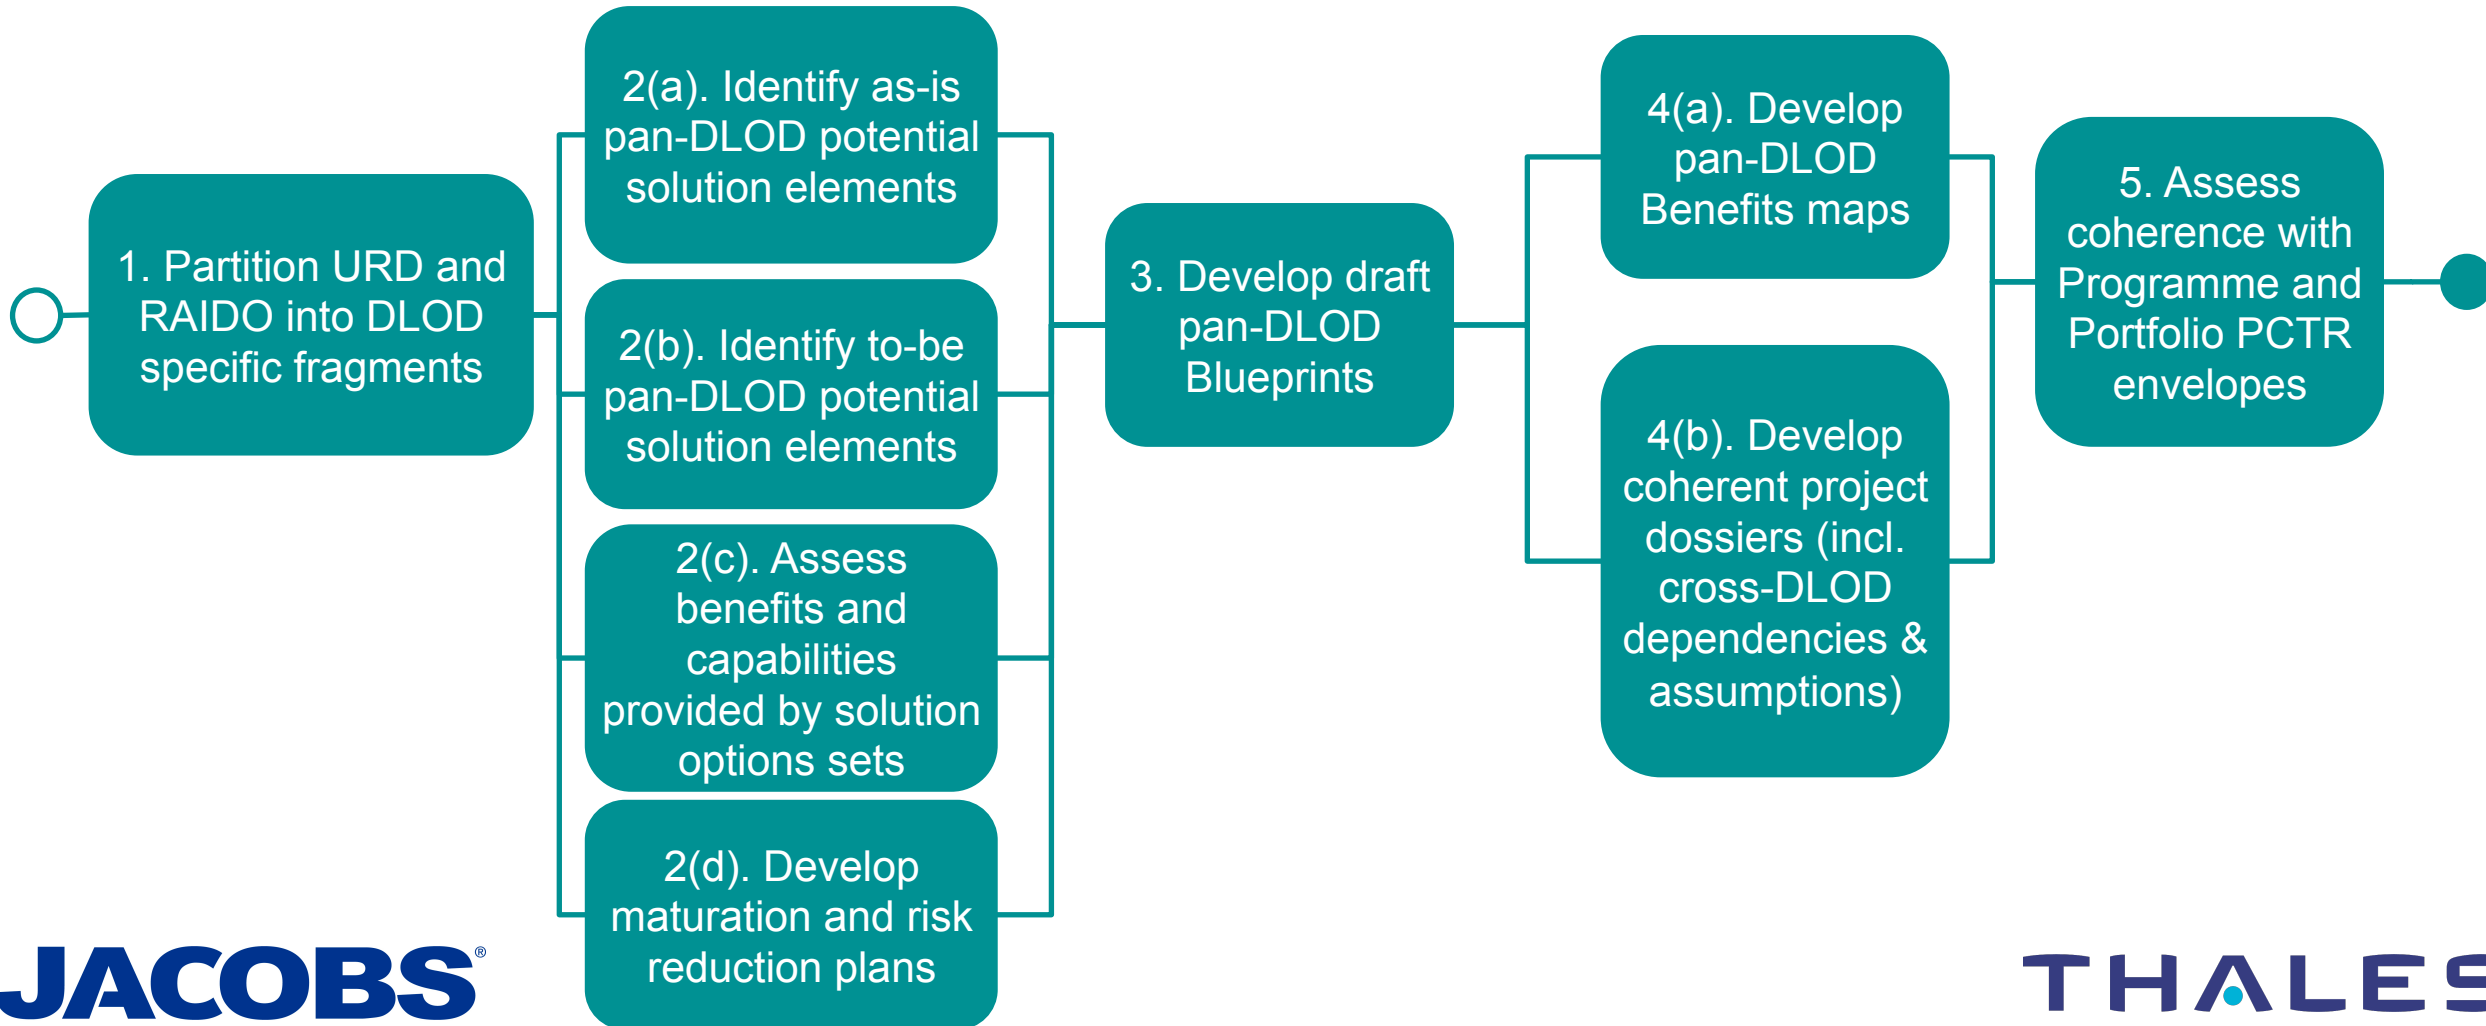 1. Partition URD and
RAIDO into DLOD
specific fragments
2(a). Identify as-is
pan-DLOD potential
solution elements
2(b). Identify to-be
pan-DLOD potential
solution elements
2(c). Assess
benefits and
capabilities
provided by solution
options sets
2(d). Develop
maturation and risk
reduction plans
3. Develop draft
pan-DLOD
Blueprints
4(a). Develop
pan-DLOD
Benefits maps
4(b). Develop
coherent project
dossiers (incl.
cross-DLOD
dependencies &
assumptions)
5. Assess
coherence with
Programme and
Portfolio PCTR
envelopes
JACOBS®
THALES